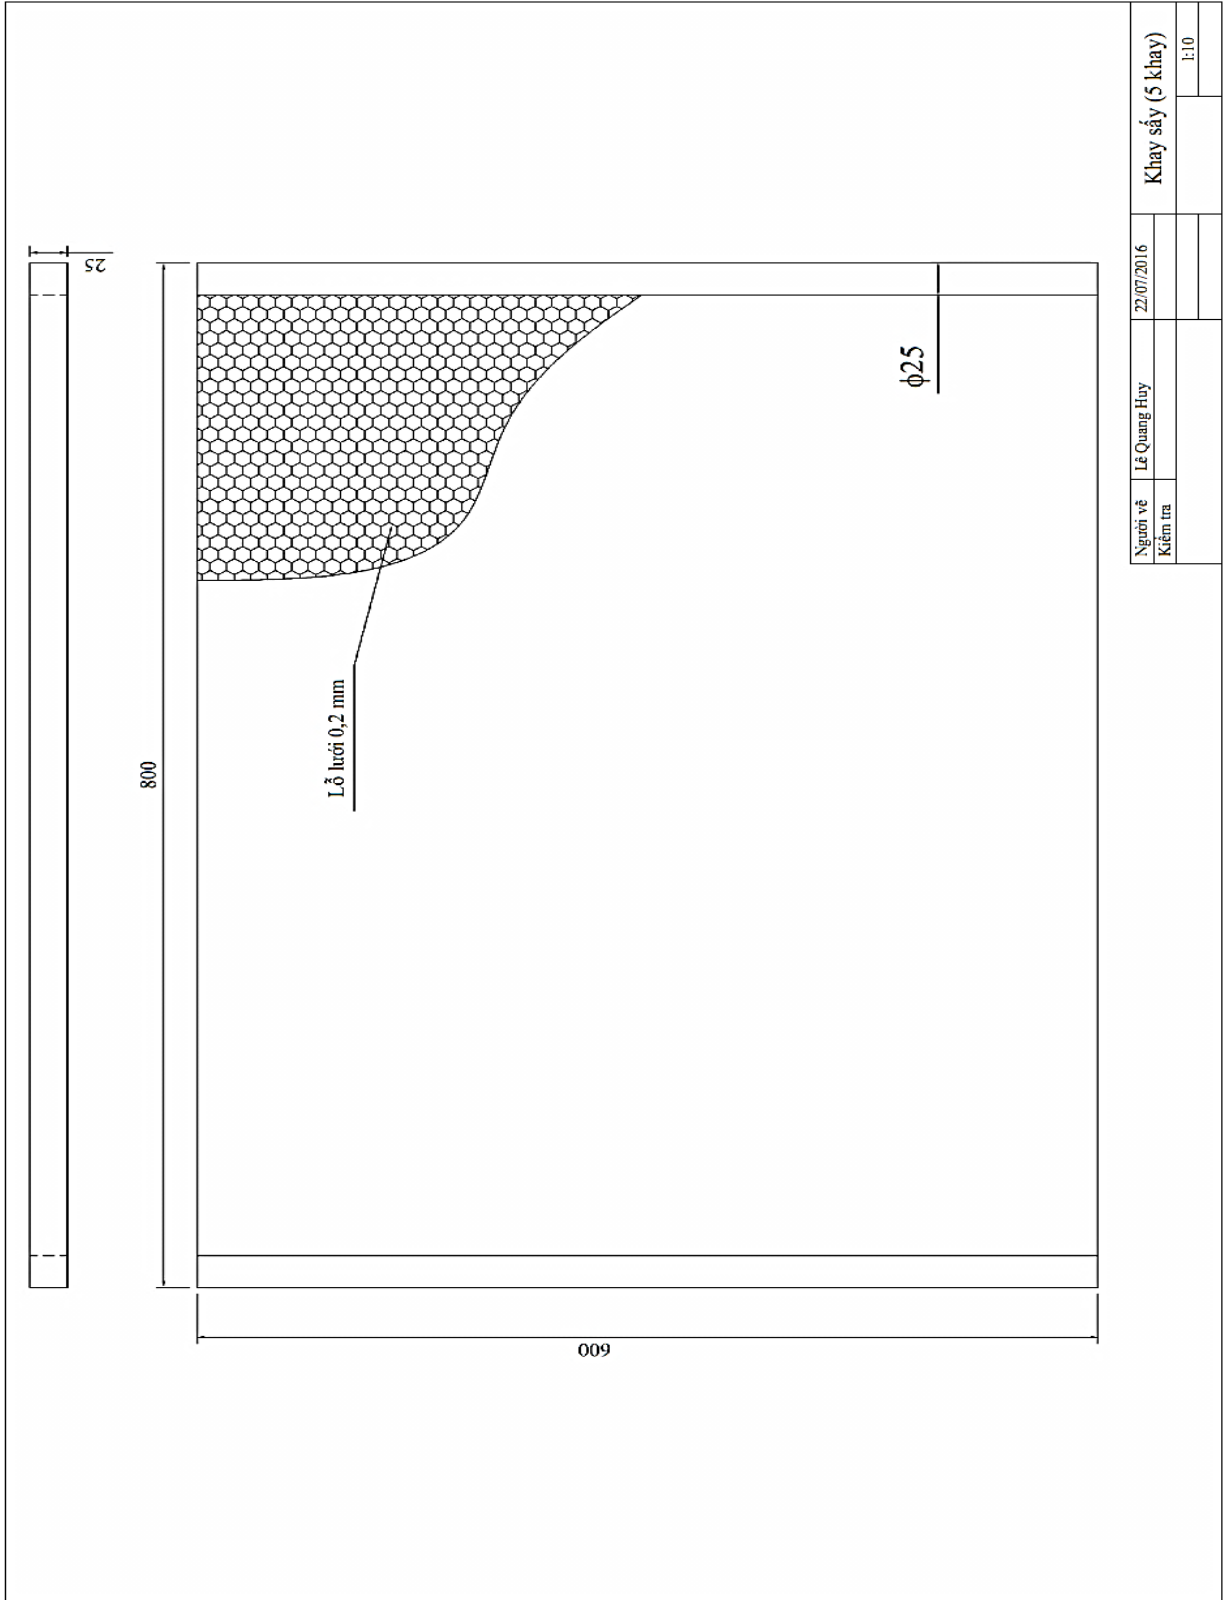 25
800
Lỗ lưới 0,2 mm
ϕ25
600
Người vẽ
Lê Quang Huy
22/07/2016
Khay sấy (5 khay)
Kiểm tra
1:10